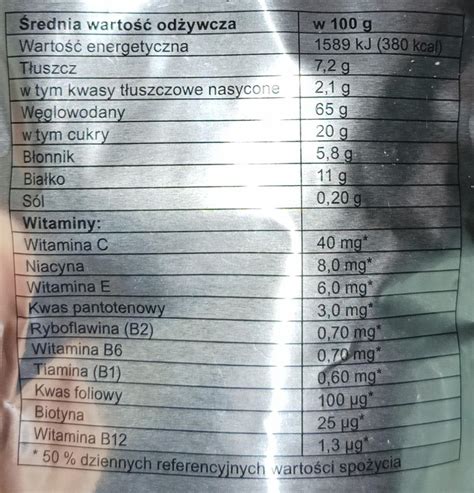 Średnia wartość odżywcza w 100 g
Wartość energetyczna 1589 kJ (380 kcal)
Tłuszcz 7,2 g
w tym kwasy tłuszczowe nasycone 2,1 g
Węglowodany 65 g
w tym cukry 20 g
Błonnik 5,8 g
Białko 11 g
Sól 0,20 g
Witaminy:
Witamina C 40 mg*
Niacyna 8,0 mg*
Witamina E 6,0 mg*
Kwas pantotenowy 3,0 mg*
Ryboflawina (B2) 0,70 mg*
Witamina B6 0,70 mg*
Tiamina (B1) 0,60 mg*
Kwas foliowy 100 µg*
Biotyna 25 µg*
Witamina B12 1,3 µg*
* 50 % dziennych referencyjnych wartości spożycia